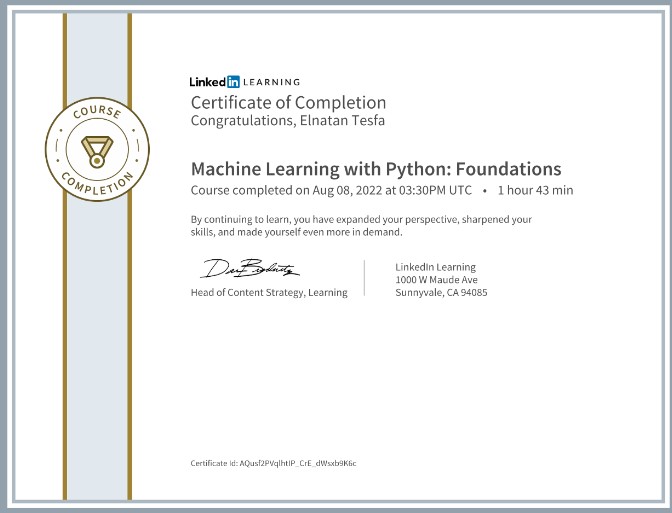 COURSE
COMPLETION
Linked in LEARNING
Certificate of Completion
Congratulations, Elnatan Tesfa
Machine Learning with Python: Foundations
Course completed on Aug 08, 2022 at 03:30PM UTC • 1 hour 43 min
By continuing to learn, you have expanded your perspective, sharpened your
skills, and made yourself even more in demand.
Head of Content Strategy, Learning
LinkedIn Learning
1000 W Maude Ave
Sunnyvale, CA 94085
Certificate Id: AQusf2PVqlhtIP_CrE_dWsxb9K6c